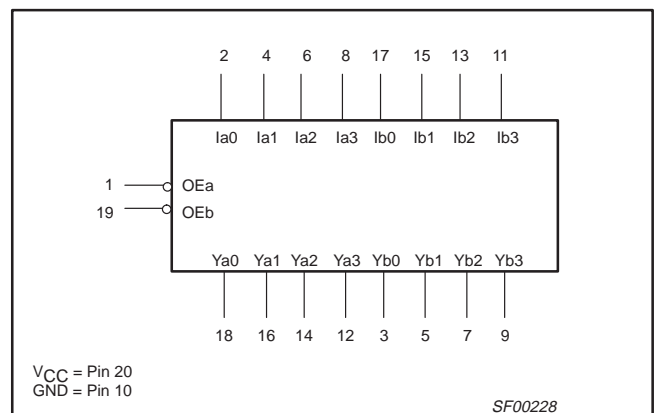 2 4 6 8 17 15 13 11
Ia0 Ia1 Ia2 Ia3 Ib0 Ib1 Ib2 Ib3
1 OEa
19 OEb
Ya0 Ya1 Ya2 Ya3 Yb0 Yb1 Yb2 Yb3
18 16 14 12 3 5 7 9
VCC = Pin 20
GND = Pin 10
SF00228